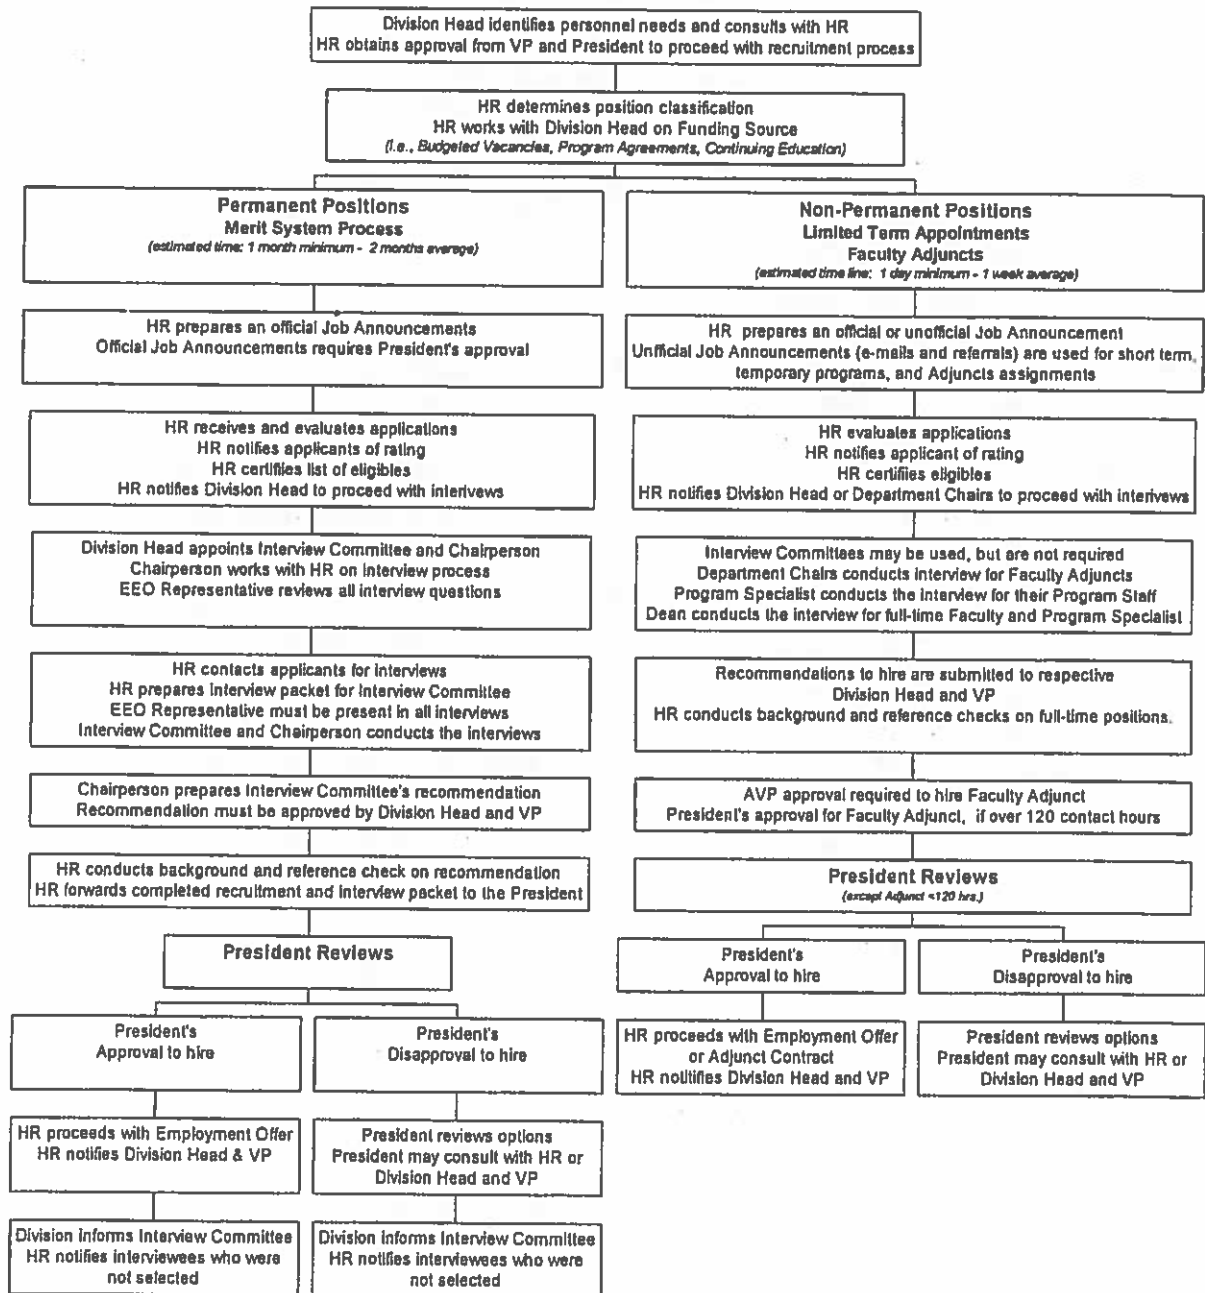 Division Head identifies personnel needs and consults with HR
HR obtains approval from VP and President to proceed with recruitment process
HR determines position classification
HR works with Division Head on Funding Source
(i.e., Budgeted Vacancies, Program Agreements, Continuing Education)
Permanent Positions
Merit System Process
(estimated time: 1 month minimum - 2 months average)
HR prepares an official Job Announcements
Official Job Announcements requires President's approval
HR receives and evaluates applications
HR notifies applicants of rating
HR certifies list of eligibles
HR notifies Division Head to proceed with interivews
Division Head appoints Interview Committee and Chairperson
Chairperson works with HR on Interview process
EEO Representative reviews all interview questions
HR contacts applicants for interviews
HR prepares Interview packet for Interview Committee
EEO Representative must be present in all interviews
Interview Committee and Chairperson conducts the interviews
Chairperson prepares Interview Committee's recommendation
Recommendation must be approved by Division Head and VP
HR conducts background and reference check on recommendation
HR forwards completed recruitment and interview packet to the President
President Reviews
President's
Approval to hire
HR proceeds with Employment Offer
HR notifies Division Head & VP
Division informs Interview Committee
HR notifies interviewees who were
not selected
President's
Disapproval to hire
President reviews options
President may consult with HR or
Division Head and VP
Division informs Interview Committee
HR notifies interviewees who were
not selected
Non-Permanent Positions
Limited Term Appointments
Faculty Adjuncts
(estimated time line: 1 day minimum - 1 week average)
HR prepares an official or unofficial Job Announcement
Unfficial Job Announcements (e-mails and referrals) are used for short term,
temporary programs, and Adjuncts assignments
HR evaluates applications
HR notifies applicant of rating
HR certifiies eligibles
HR notifies Division Head or Department Chairs to proceed with interivews
Interview Committees may be used, but are not required
Department Chairs conducts interview for Faculty Adjuncts
Program Specialist conducts the interview for their Program Staff
Dean conducts the interview for full-time Faculty and Program Specialist
Recommendations to hire are submitted to respective
Division Head and VP
HR conducts background and reference checks on full-time positions.
AVP approval required to hire Faculty Adjunct
President's approval for Faculty Adjunct, if over 120 contact hours
President Reviews
(except Adjunct <120 hrs.)
President's
Approval to hire
HR proceeds with Employment Offer
or Adjunct Contract
HR notitifies Division Head and VP
President's
Disapproval to hire
President reviews options
President may consult with HR or
Division Head and VP